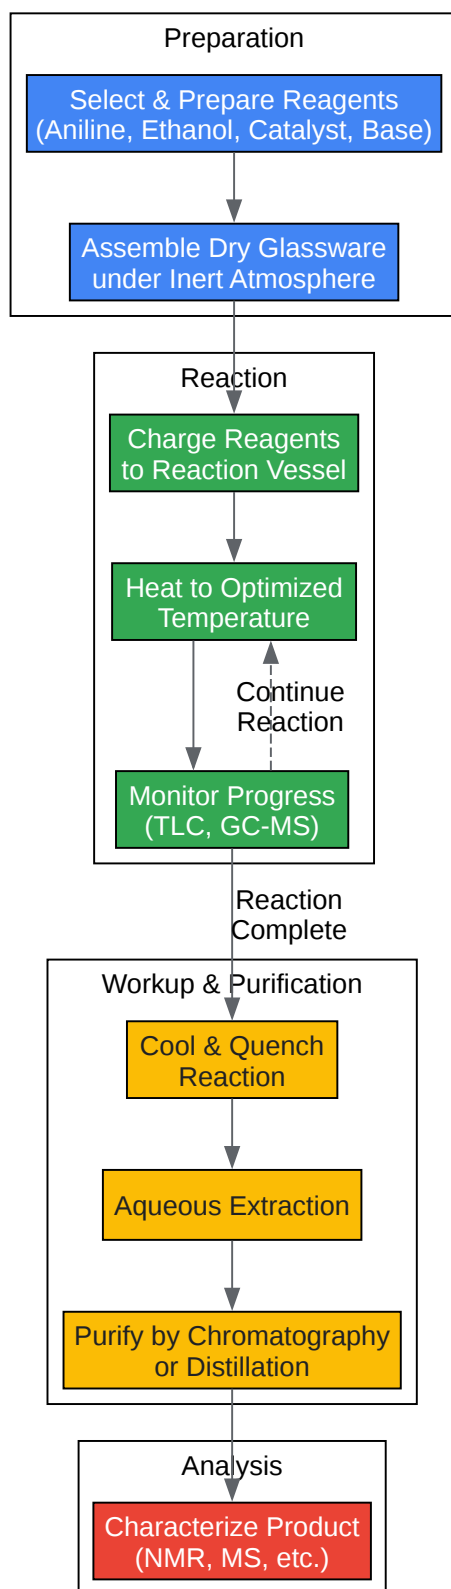 Preparation
Select & Prepare Reagents
(Aniline, Ethanol, Catalyst, Base)
Assemble Dry Glassware
under Inert Atmosphere
Reaction
Charge Reagents
to Reaction Vessel
Heat to Optimized
Temperature
Continue
Reaction
Monitor Progress
(TLC, GC-MS)
Reaction
Complete
Workup & Purification
Cool & Quench
Reaction
Aqueous Extraction
Purify by Chromatography
or Distillation
Analysis
Characterize Product
(NMR, MS, etc.)